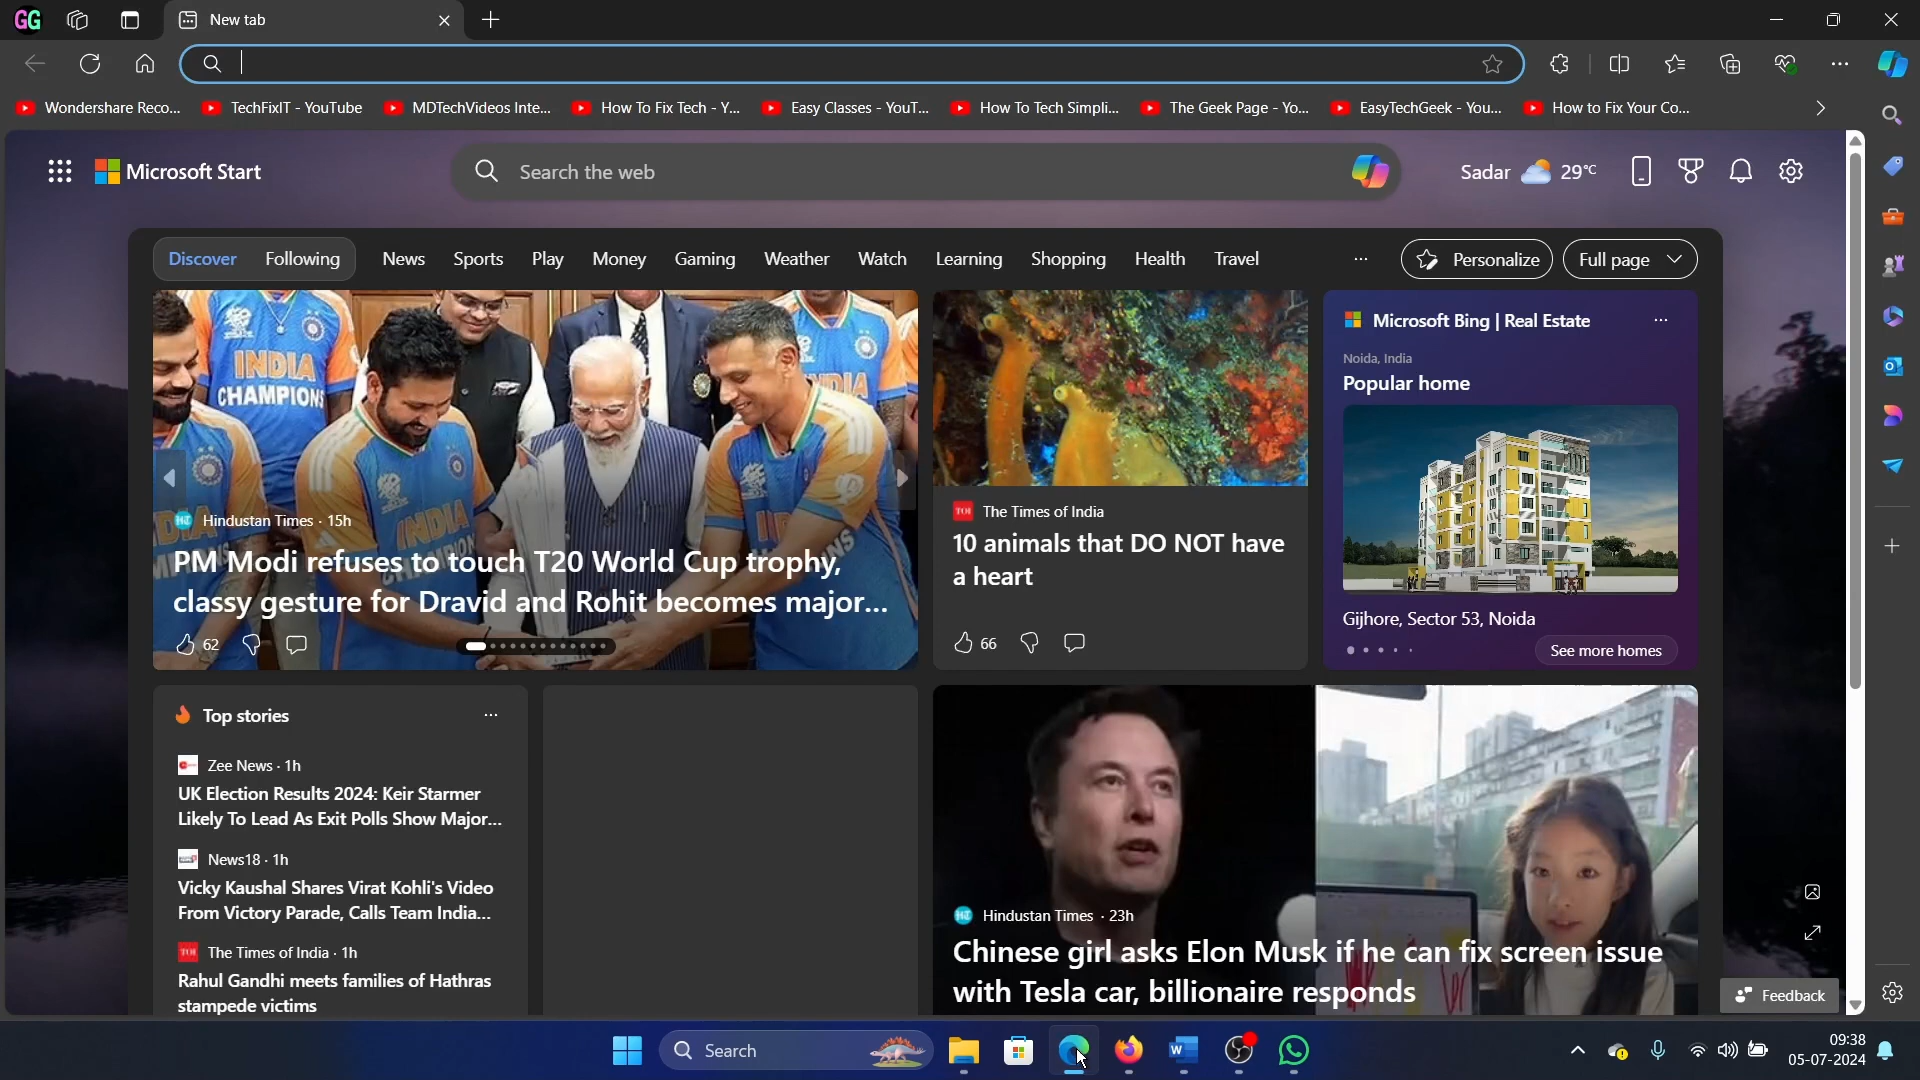 GG New tab
Wondershare Reco... TechFixIT - YouTube MDTechVideos Inte... How To Fix Tech - Y... Easy Classes - YouT... How To Tech Simpli... The Geek Page - Yo... EasyTechGeek - You... How to Fix Your Co...
Microsoft Start Search the web Sadar 29°C
Discover Following News Sports Play Money Gaming Weather Watch Learning Shopping Health Travel ... Personalize Full page
INDIA
CHAMPIONS
INDIA
Hindustan Times · 15h
PM Modi refuses to touch T20 World Cup trophy,
classy gesture for Dravid and Rohit becomes major...
62
TOI The Times of India
10 animals that DO NOT have
a heart
66
Microsoft Bing | Real Estate ...
Noida, India
Popular home
Gijhore, Sector 53, Noida
See more homes
Top stories ...
Zee News · 1h
UK Election Results 2024: Keir Starmer
Likely To Lead As Exit Polls Show Major...
News18 · 1h
Vicky Kaushal Shares Virat Kohli's Video
From Victory Parade, Calls Team India...
TOI The Times of India · 1h
Rahul Gandhi meets families of Hathras
stampede victims
HT Hindustan Times · 23h
Chinese girl asks Elon Musk if he can fix screen issue
with Tesla car, billionaire responds
Feedback
Search
09:38
05-07-2024